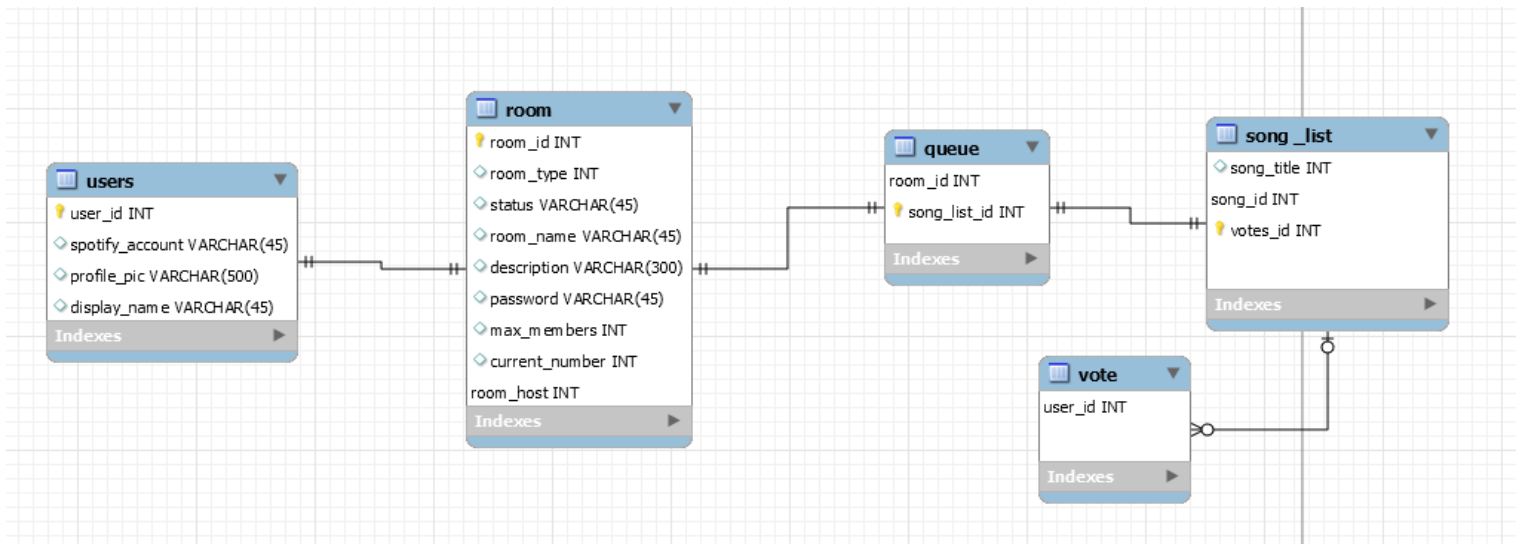 users
user_id INT
spotify_account VARCHAR(45)
profile_pic VARCHAR(500)
display_name VARCHAR(45)
Indexes
room
room_id INT
room_type INT
status VARCHAR(45)
room_name VARCHAR(45)
description VARCHAR(300)
password VARCHAR(45)
max_members INT
current_number INT
room_host INT
Indexes
queue
room_id INT
song_list_id INT
Indexes
song _list
song_title INT
song_id INT
votes_id INT
Indexes
vote
user_id INT
Indexes